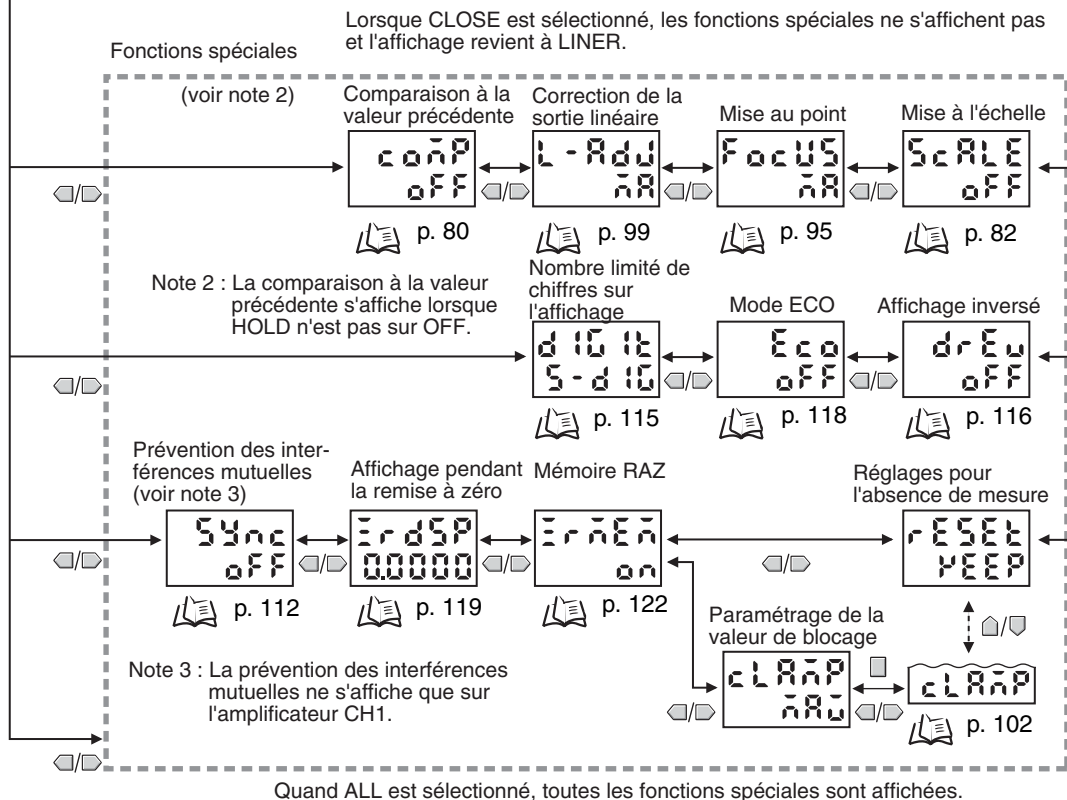 Lorsque CLOSE est sélectionné, les fonctions spéciales ne s'affichent pas
et l'affichage revient à LINER.
Fonctions spéciales
(voir note 2)
Comparaison à la
valeur précédente
Correction de la
sortie linéaire
Mise au point
Mise à l'échelle
comP
oFF
L-AdJ
mA
FocUS
mA
ScALE
oFF
p. 80
p. 99
p. 95
p. 82
Note 2 : La comparaison à la valeur
précédente s'affiche lorsque
HOLD n'est pas sur OFF.
Nombre limité de
chiffres sur
l'affichage
Mode ECO
Affichage inversé
dIGIt
5-dIG
Eco
oFF
drEv
oFF
p. 115
p. 118
p. 116
Prévention des inter-
férences mutuelles
(voir note 3)
Affichage pendant
la remise à zéro
Mémoire RAZ
Réglages pour
l'absence de mesure
SYnc
oFF
ZrdSP
0.0000
ZrmEm
on
rESEt
KEEP
p. 112
p. 119
p. 122
Paramétrage de la
valeur de blocage
cLAmP
mAv
cLAmP
p. 102
Note 3 : La prévention des interférences
mutuelles ne s'affiche que sur
l'amplificateur CH1.
Quand ALL est sélectionné, toutes les fonctions spéciales sont affichées.